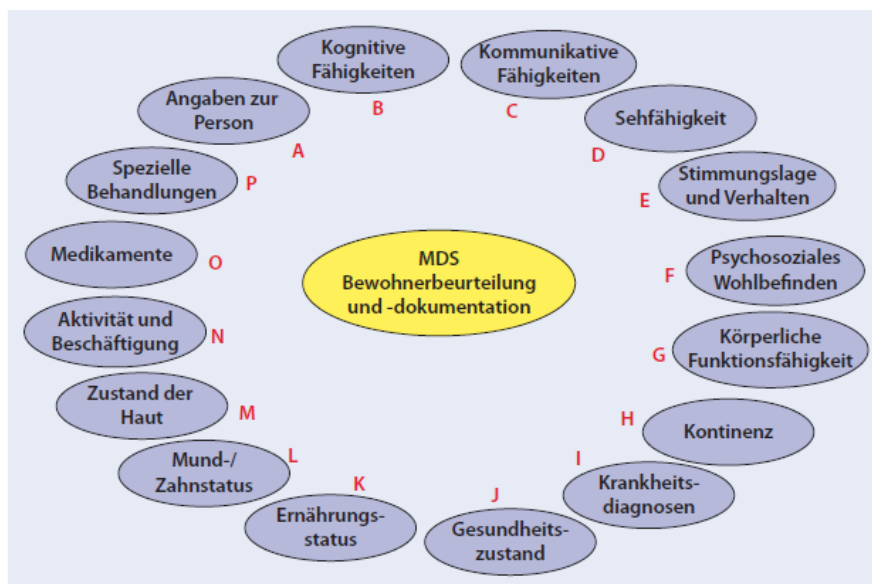 Angaben zur
Person
A
Kognitive
Fähigkeiten
B
Kommunikative
Fähigkeiten
C
Sehfähigkeit
D
Stimmungslage
und Verhalten
E
Psychosoziales
Wohlbefinden
F
Körperliche
Funktionsfähigkeit
G
Kontinenz
H
Krankheits-
diagnosen
I
Gesundheits-
zustand
J
Ernährungs-
status
K
Mund-/
Zahnstatus
L
Zustand der
Haut
M
Aktivität und
Beschäftigung
N
Medikamente
O
Spezielle
Behandlungen
P
MDS
Bewohnerbeurteilung
und -dokumentation